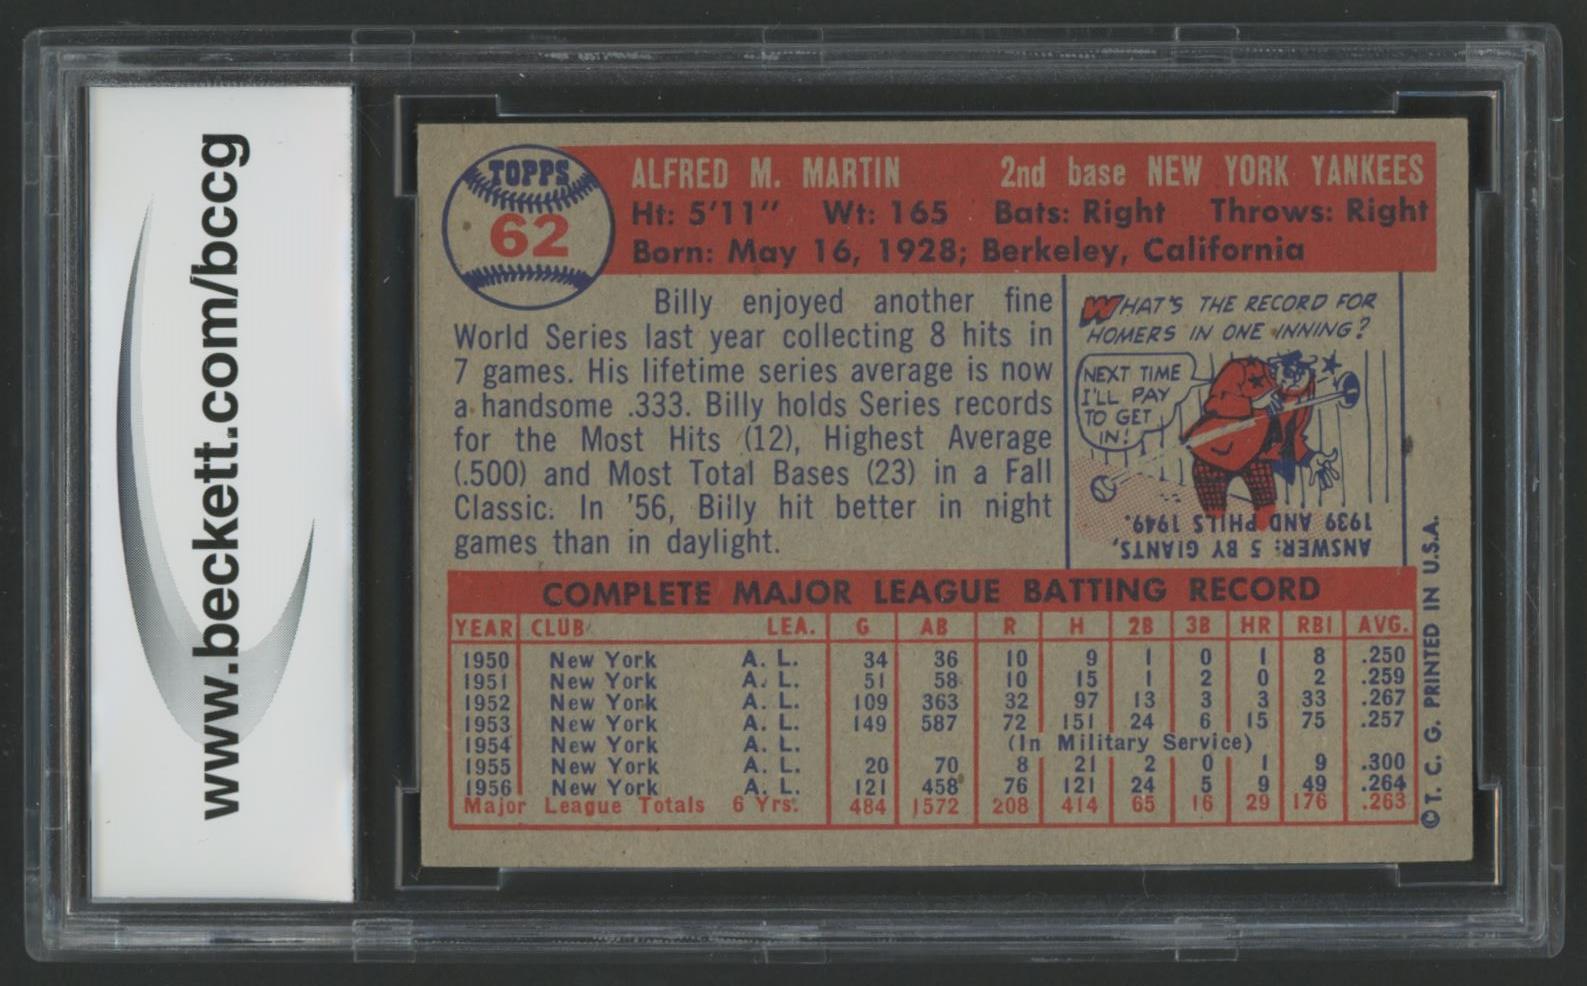 www.beckett.com/bccg
TOPPS
62
ALFRED M. MARTIN 2nd base NEW YORK YANKEES
Ht: 5'11" Wt: 165 Bats: Right Throws: Right
Born: May 16, 1928; Berkeley, California
Billy enjoyed another fine
World Series last year collecting 8 hits in
7 games. His lifetime series average is now
a handsome .333. Billy holds Series records
for the Most Hits (12), Highest Average
(.500) and Most Total Bases (23) in a Fall
Classic. In '56, Billy hit better in night
games than in daylight.
WHAT'S THE RECORD FOR
HOMERS IN ONE INNING?
NEXT TIME
I'LL PAY
TO GET
IN!
ANSWER: 5 BY GIANTS,
1939 AND PHILS 1949.
COMPLETE MAJOR LEAGUE BATTING RECORD
YEAR CLUB LEA. G AB R H 2B 3B HR RBI AVG.
1950 New York A. L. 34 36 10 9 1 0 1 8 .250
1951 New York A. L. 51 58 10 15 1 2 0 2 .259
1952 New York A. L. 109 363 32 97 13 3 3 33 .267
1953 New York A. L. 149 587 72 151 24 6 15 75 .257
1954 New York A. L. (In Military Service)
1955 New York A. L. 20 70 8 21 2 0 1 9 .300
1956 New York A. L. 121 458 76 121 24 5 9 49 .264
Major League Totals 6 Yrs. 484 1572 208 414 65 16 29 176 .263
© T. C. G. PRINTED IN U.S.A.